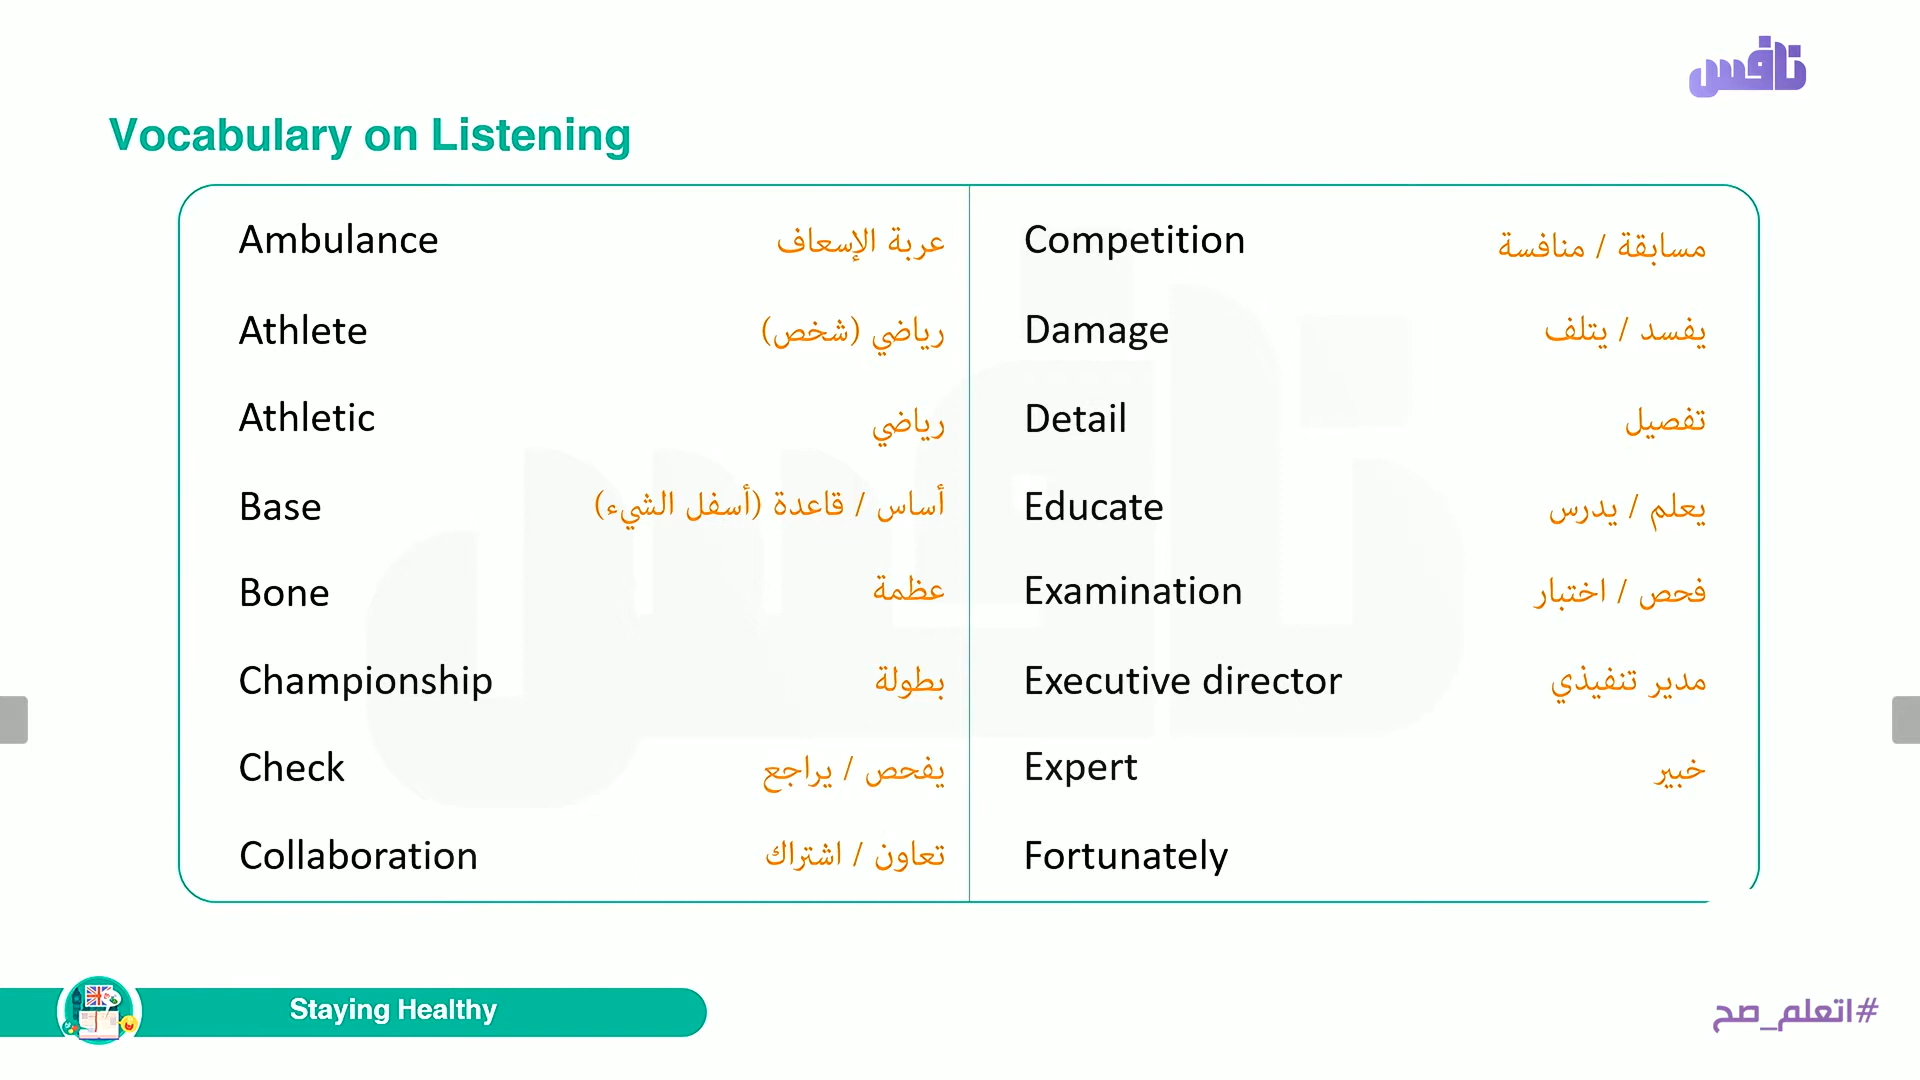 نافس
Vocabulary on Listening
Ambulance عربة الإسعاف
Athlete رياضي (شخص)
Athletic رياضي
Base أساس / قاعدة (أسفل الشيء)
Bone عظمة
Championship بطولة
Check يفحص / يراجع
Collaboration تعاون / اشتراك
Competition مسابقة / منافسة
Damage يفسد / يتلف
Detail تفصيل
Educate يعلم / يدرس
Examination فحص / اختبار
Executive director مدير تنفيذي
Expert خبير
Fortunately
Staying Healthy
#اتعلم_صح